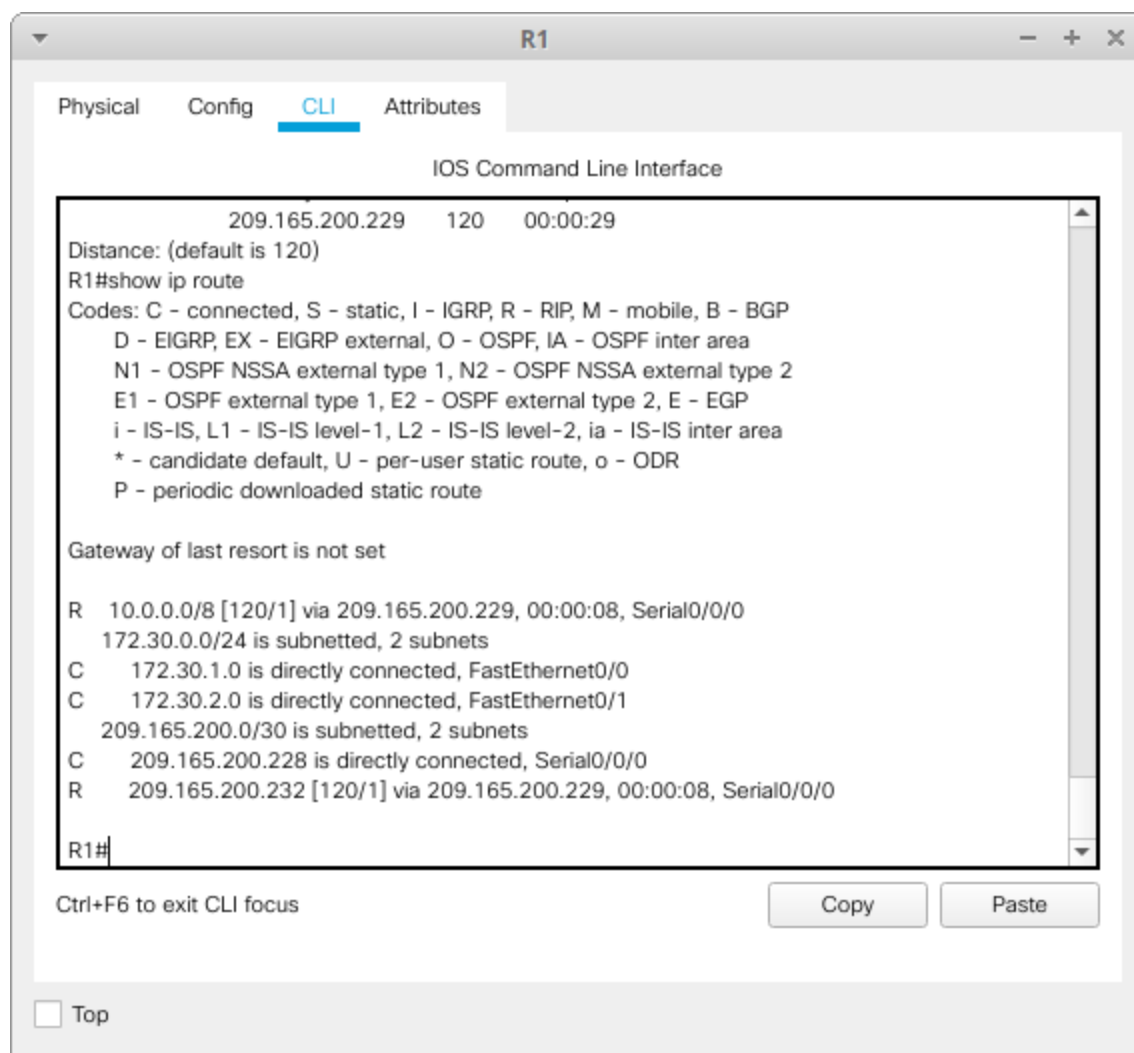 R1
Physical Config CLI Attributes
IOS Command Line Interface
209.165.200.229 120 00:00:29
Distance: (default is 120)
R1#show ip route
Codes: C - connected, S - static, I - IGRP, R - RIP, M - mobile, B - BGP
D - EIGRP, EX - EIGRP external, O - OSPF, IA - OSPF inter area
N1 - OSPF NSSA external type 1, N2 - OSPF NSSA external type 2
E1 - OSPF external type 1, E2 - OSPF external type 2, E - EGP
i - IS-IS, L1 - IS-IS level-1, L2 - IS-IS level-2, ia - IS-IS inter area
* - candidate default, U - per-user static route, o - ODR
P - periodic downloaded static route
Gateway of last resort is not set
R 10.0.0.0/8 [120/1] via 209.165.200.229, 00:00:08, Serial0/0/0
172.30.0.0/24 is subnetted, 2 subnets
C 172.30.1.0 is directly connected, FastEthernet0/0
C 172.30.2.0 is directly connected, FastEthernet0/1
209.165.200.0/30 is subnetted, 2 subnets
C 209.165.200.228 is directly connected, Serial0/0/0
R 209.165.200.232 [120/1] via 209.165.200.229, 00:00:08, Serial0/0/0
R1#
Ctrl+F6 to exit CLI focus
Copy Paste
Top